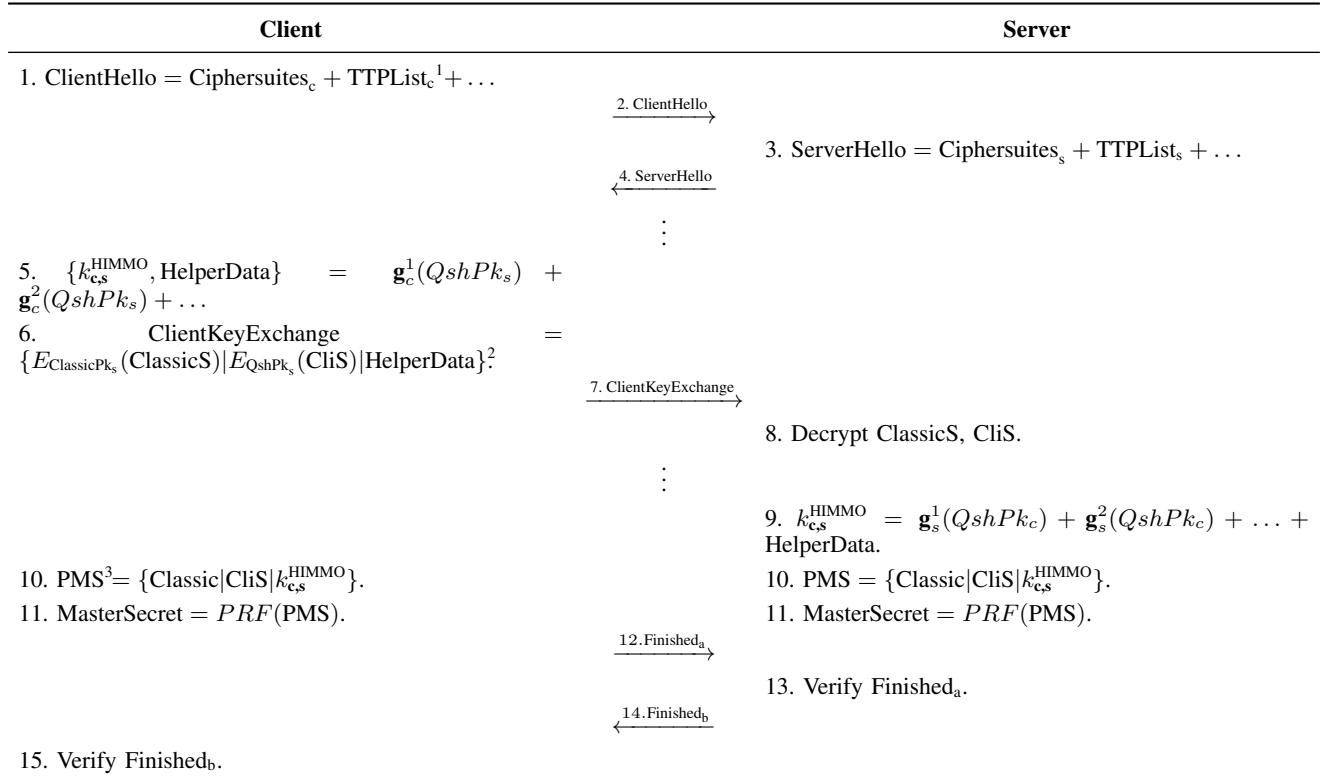 Client Server
1. ClientHello = Ciphersuites_c + TTPList_c^1 + …
2. ClientHello
3. ServerHello = Ciphersuites_s + TTPList_s + …
4. ServerHello
⋮
5. {k_{c,s}^{HIMMO}, HelperData} = g_c^1(QshPk_s) +
g_c^2(QshPk_s) + …
6. ClientKeyExchange =
{E_{ClassicPk_s}(ClassicS)|E_{QshPk_s}(CliS)|HelperData}^2.
7. ClientKeyExchange
8. Decrypt ClassicS, CliS.
⋮
9. k_{c,s}^{HIMMO} = g_s^1(QshPk_c) + g_s^2(QshPk_c) + … +
HelperData.
10. PMS^3= {Classic|CliS|k_{c,s}^{HIMMO}}. 10. PMS = {Classic|CliS|k_{c,s}^{HIMMO}}.
11. MasterSecret = PRF(PMS). 11. MasterSecret = PRF(PMS).
12.Finished_a
13. Verify Finished_a.
14.Finished_b
15. Verify Finished_b.